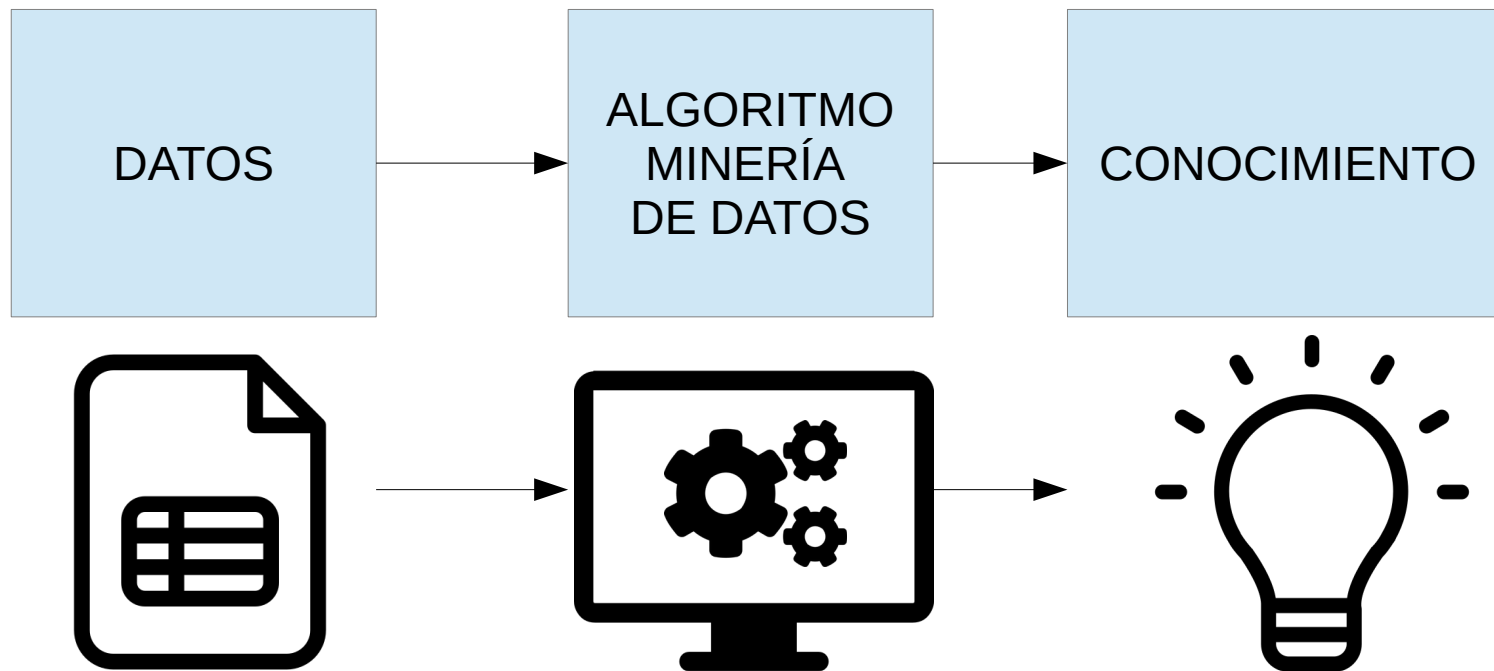 DATOS
ALGORITMO
MINERÍA
DE DATOS
CONOCIMIENTO